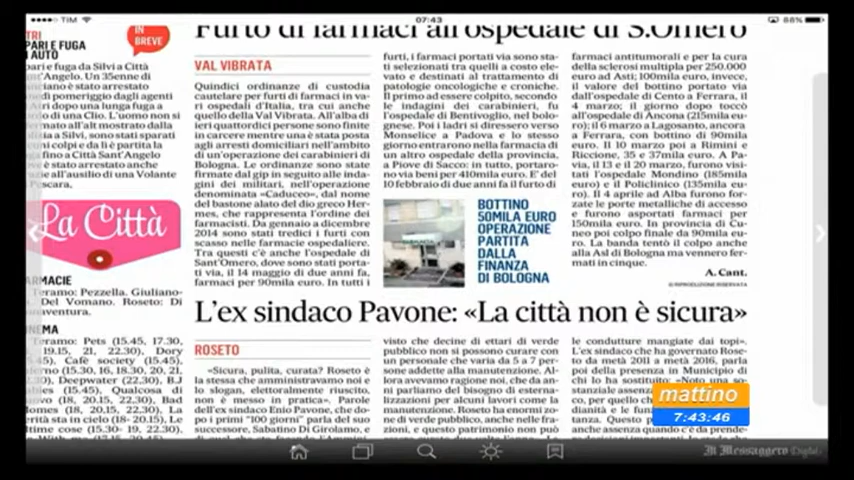 TIM
07:43
88%
Furto di farmaci all'ospedale di S.Omero
IN
BREVE
PARI E FUGA
VAL VIBRATA
Quindici ordinanze di custodia
cautelare per furti di farmaci in va-
ri ospedali d'Italia, tra cui anche
quello della Val Vibrata. All'alba di
ieri quattordici persone sono finite
in carcere mentre una è stata posta
agli arresti domiciliari nell'ambito
di un'operazione dei carabinieri di
Bologna. Le ordinanze sono state
firmate dal gip in seguito alle inda-
gini dei militari, nell'operazione
denominata «Caduceo», dal nome
del bastone alato del dio greco Her-
mes, che rappresenta l'ordine dei
farmacisti. Da gennaio a dicembre
2014 sono stati tredici i furti con
scasso nelle farmacie ospedaliere.
Tra questi c'è anche l'ospedale di
Sant'Omero, dove sono stati porta-
ti via, il 14 maggio di due anni fa,
farmaci per 90mila euro. In tutti i
furti, i farmaci portati via sono sta-
ti selezionati tra quelli a costo eleva-
to e destinati al trattamento di
patologie oncologiche e croniche.
Il primo ad essere colpito, secondo
le indagini dei carabinieri, fu
l'ospedale di Bentivoglio, nel bolo-
gnese. Poi i ladri si diressero verso
Monselice a Padova e lo stesso
giorno entrarono nella farmacia di
un altro ospedale della provincia,
a Piove di Sacco: in tutto, portaro-
no via beni per 410mila euro. E' del
10 febbraio di due anni fa il furto di
farmaci antitumorali e per la cura
della sclerosi multipla per 250.000
euro ad Asti; 100mila euro, invece,
il valore del bottino portato via
dall'ospedale di Cento a Ferrara, il
4 marzo; il giorno dopo toccò
all'ospedale di Ancona (215mila eu-
ro); il 6 marzo a Lagosanto, ancora
a Ferrara, con bottino di 90mila
euro. Il 10 marzo poi a Rimini e
Riccione, 35 e 37mila euro. A Pa-
via, il 13 e il 20 marzo, furono visi-
tati l'ospedale Mondino (185mila
euro) e il Policlinico (135mila eu-
ro). Il 4 aprile ad Alba furono for-
zate le porte metalliche di accesso
e furono asportati farmaci per
150mila euro. In provincia di Cu-
neo poi colpo finale da 90mila eu-
ro. La banda tentò il colpo anche
alla Asl di Bologna ma vennero fer-
mati in cinque.
A. Cant.
© RIPRODUZIONE RISERVATA
BOTTINO
50MILA EURO
OPERAZIONE
PARTITA
DALLA
FINANZA
DI BOLOGNA
La Città
L'ex sindaco Pavone: «La città non è sicura»
ROSETO
«Sicura, pulita, curata? Roseto è
la stessa che amministravamo noi e
lo slogan, elettoralmente riuscito,
non è messo in pratica». Parole
dell'ex sindaco Enio Pavone, che do-
po i primi "100 giorni" parla del suo
successore, Sabatino Di Girolamo, e
visto che decine di ettari di verde
pubblico non si possono curare con
un personale che varia da 5 a 7 per-
sone addette alla manutenzione. Al-
lora avevamo ragione noi, che da an-
ni parliamo del bisogno di esterna-
lizzazione per alcuni lavori come la
manutenzione. Roseto ha enormi zo-
ne di verde pubblico, anche nelle fra-
zioni, e questo patrimonio non può
le condutture mangiate dai topi».
L'ex sindaco che ha governato Rose-
to da metà 2011 a metà 2016, parla
poi della presenza in Municipio di
chi lo ha sostituito:
mattino
7:43:46
Il Messaggero Digital